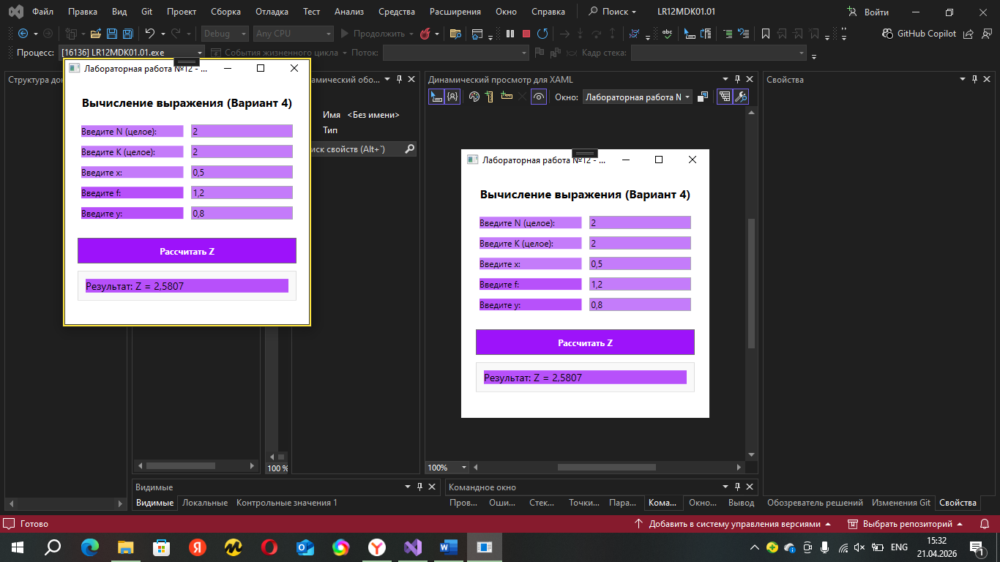 Файл Правка Вид Git Проект Сборка Отладка Тест Анализ Средства Расширения Окно Справка Поиск LR12MDK01.01 Войти
Debug Any CPU Продолжить GitHub Copilot
Процесс: [16136] LR12MDK01.01.exe События жизненного цикла Поток: Кадр стека:
Структура до
Лабораторная работа №12 - ...
Вычисление выражения (Вариант 4)
Введите N (целое): 2
Введите K (целое): 2
Введите x: 0,5
Введите f: 1,2
Введите y: 0,8
Рассчитать Z
Результат: Z = 2,5807
амический обо...
Имя <Без имени>
Тип
иск свойств (Alt+`)
100 %
Динамический просмотр для XAML
Окно: Лабораторная работа N
Лабораторная работа №12 - ...
Вычисление выражения (Вариант 4)
Введите N (целое): 2
Введите K (целое): 2
Введите x: 0,5
Введите f: 1,2
Введите y: 0,8
Рассчитать Z
Результат: Z = 2,5807
100%
Свойства
Видимые
Видимые Локальные Контрольные значения 1
Командное окно
Пров... Оши... Стек... Точки... Пара... Кома... Окно... Вывод
Обозреватель решений Изменения Git Свойства
Готово Добавить в систему управления версиями Выбрать репозиторий
ENG
15:32
21.04.2026
1